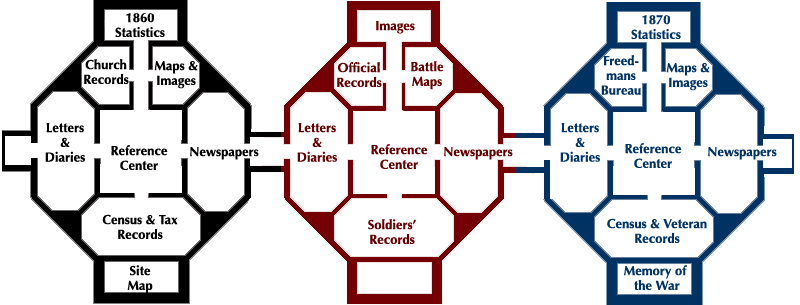 1860
Statistics
Church
Records
Maps &
Images
Letters
&
Diaries
Reference
Center
Newspapers
Census & Tax
Records
Site
Map
Images
Official
Records
Battle
Maps
Letters
&
Diaries
Reference
Center
Newspapers
Soldiers'
Records
1870
Statistics
Freed-
mans
Bureau
Maps &
Images
Letters
&
Diaries
Reference
Center
Newspapers
Census & Veteran
Records
Memory of
the War